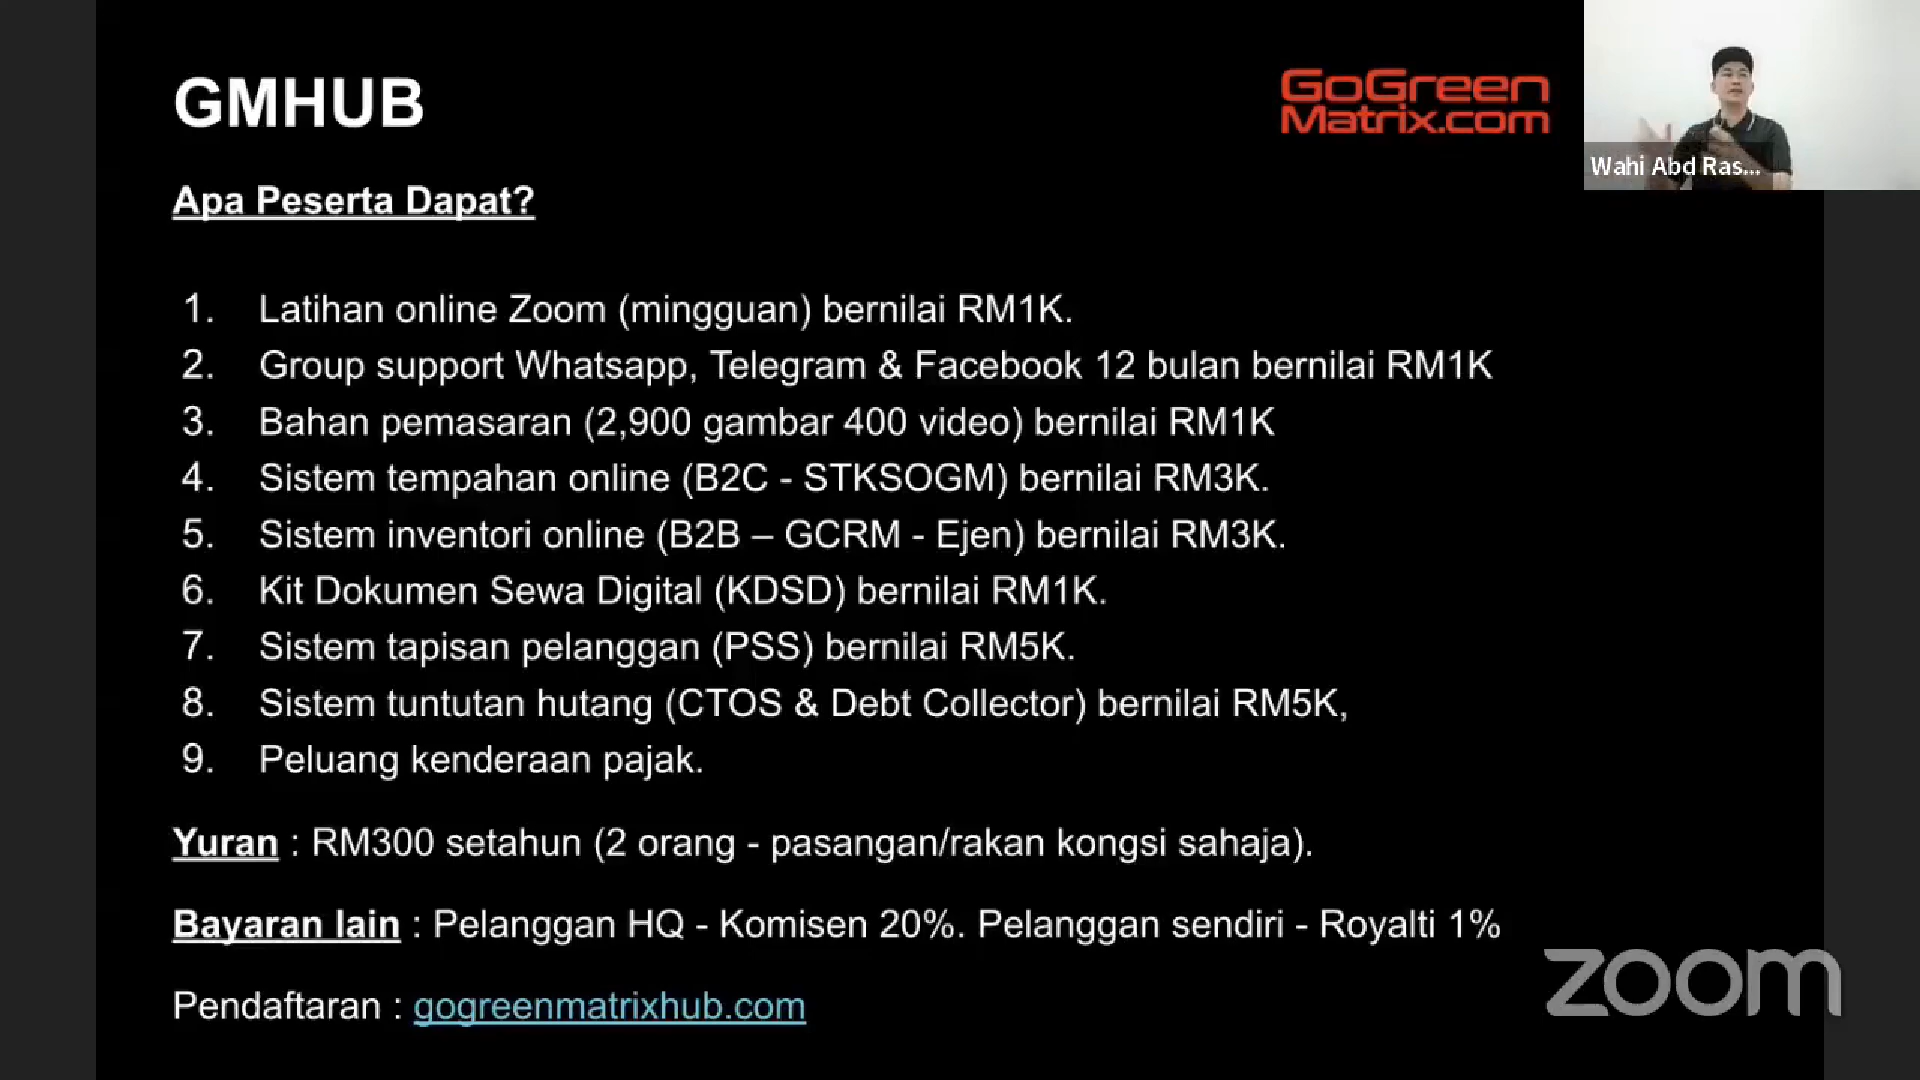 GMHUB
GoGreen
Matrix.com
Wahi Abd Ras...
Apa Peserta Dapat?
1. Latihan online Zoom (mingguan) bernilai RM1K.
2. Group support Whatsapp, Telegram & Facebook 12 bulan bernilai RM1K
3. Bahan pemasaran (2,900 gambar 400 video) bernilai RM1K
4. Sistem tempahan online (B2C - STKSOGM) bernilai RM3K.
5. Sistem inventori online (B2B – GCRM - Ejen) bernilai RM3K.
6. Kit Dokumen Sewa Digital (KDSD) bernilai RM1K.
7. Sistem tapisan pelanggan (PSS) bernilai RM5K.
8. Sistem tuntutan hutang (CTOS & Debt Collector) bernilai RM5K,
9. Peluang kenderaan pajak.
Yuran : RM300 setahun (2 orang - pasangan/rakan kongsi sahaja).
Bayaran lain : Pelanggan HQ - Komisen 20%. Pelanggan sendiri - Royalti 1%
Pendaftaran : gogreenmatrixhub.com
zoom